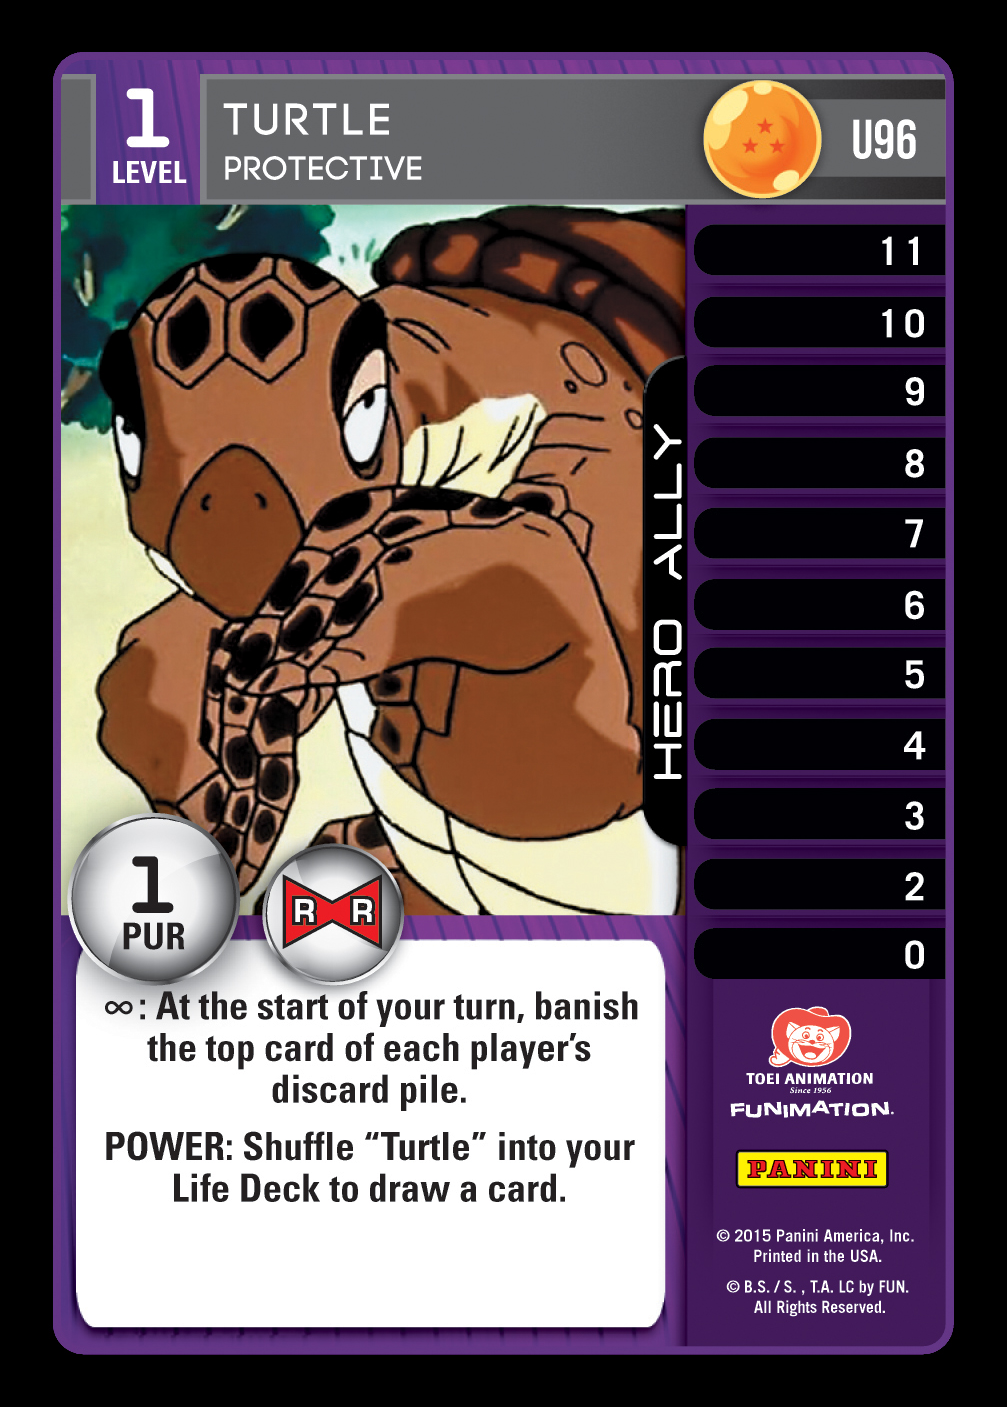 1
LEVEL
TURTLE
PROTECTIVE
U96
11
10
9
8
7
6
5
4
3
2
0
HERO ALLY
1
PUR
R R
∞: At the start of your turn, banish
the top card of each player's
discard pile.
POWER: Shuffle “Turtle” into your
Life Deck to draw a card.
TOEI ANIMATION
Since 1956
FUNIMATION.
PANINI
© 2015 Panini America, Inc.
Printed in the USA.
© B.S. / S. , T.A. LC by FUN.
All Rights Reserved.